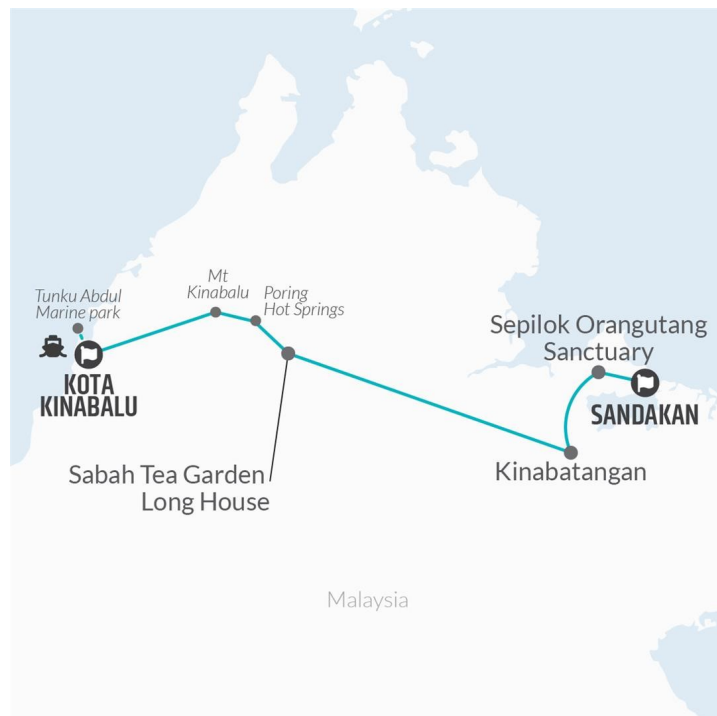 Mt
Kinabalu
Tunku Abdul
Marine park
Poring
Hot Springs
Sepilok Orangutang
Sanctuary
KOTA
KINABALU
SANDAKAN
Sabah Tea Garden
Long House
Kinabatangan
Malaysia